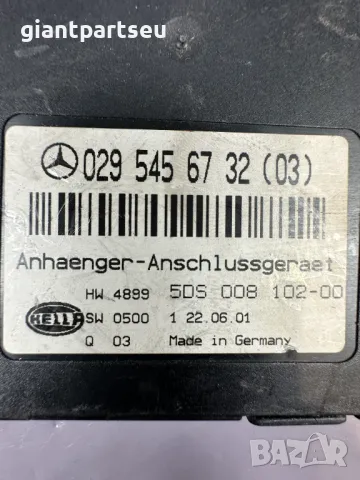 giantpartseu
029 545 67 32 (03)
Anhaenger-Anschlussgeraet
HW 4899 5DS 008 102-00
HELLA SW 0500 1 22.06.01
Q 03 Made in Germany
BAZAR